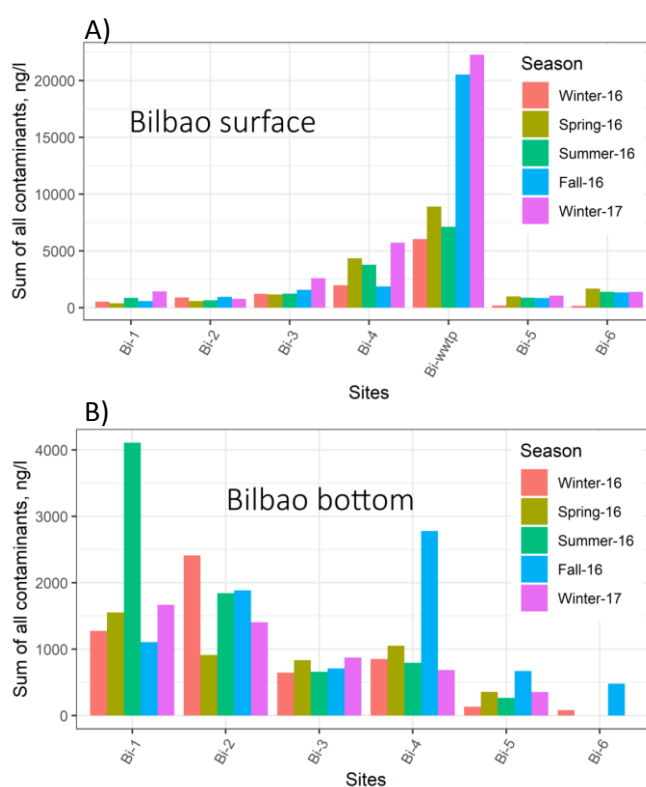 A)
Sum of all contaminants, ng/l
20000
15000
10000
5000
0
Bilbao surface
Season
Winter-16
Spring-16
Summer-16
Fall-16
Winter-17
Bi-1
Bi-2
Bi-3
Bi-4
Bi-wwtp
Bi-5
Bi-6
Sites
B)
Sum of all contaminants, ng/l
4000
3000
2000
1000
0
Bilbao bottom
Season
Winter-16
Spring-16
Summer-16
Fall-16
Winter-17
Bi-1
Bi-2
Bi-3
Bi-4
Bi-5
Bi-6
Sites